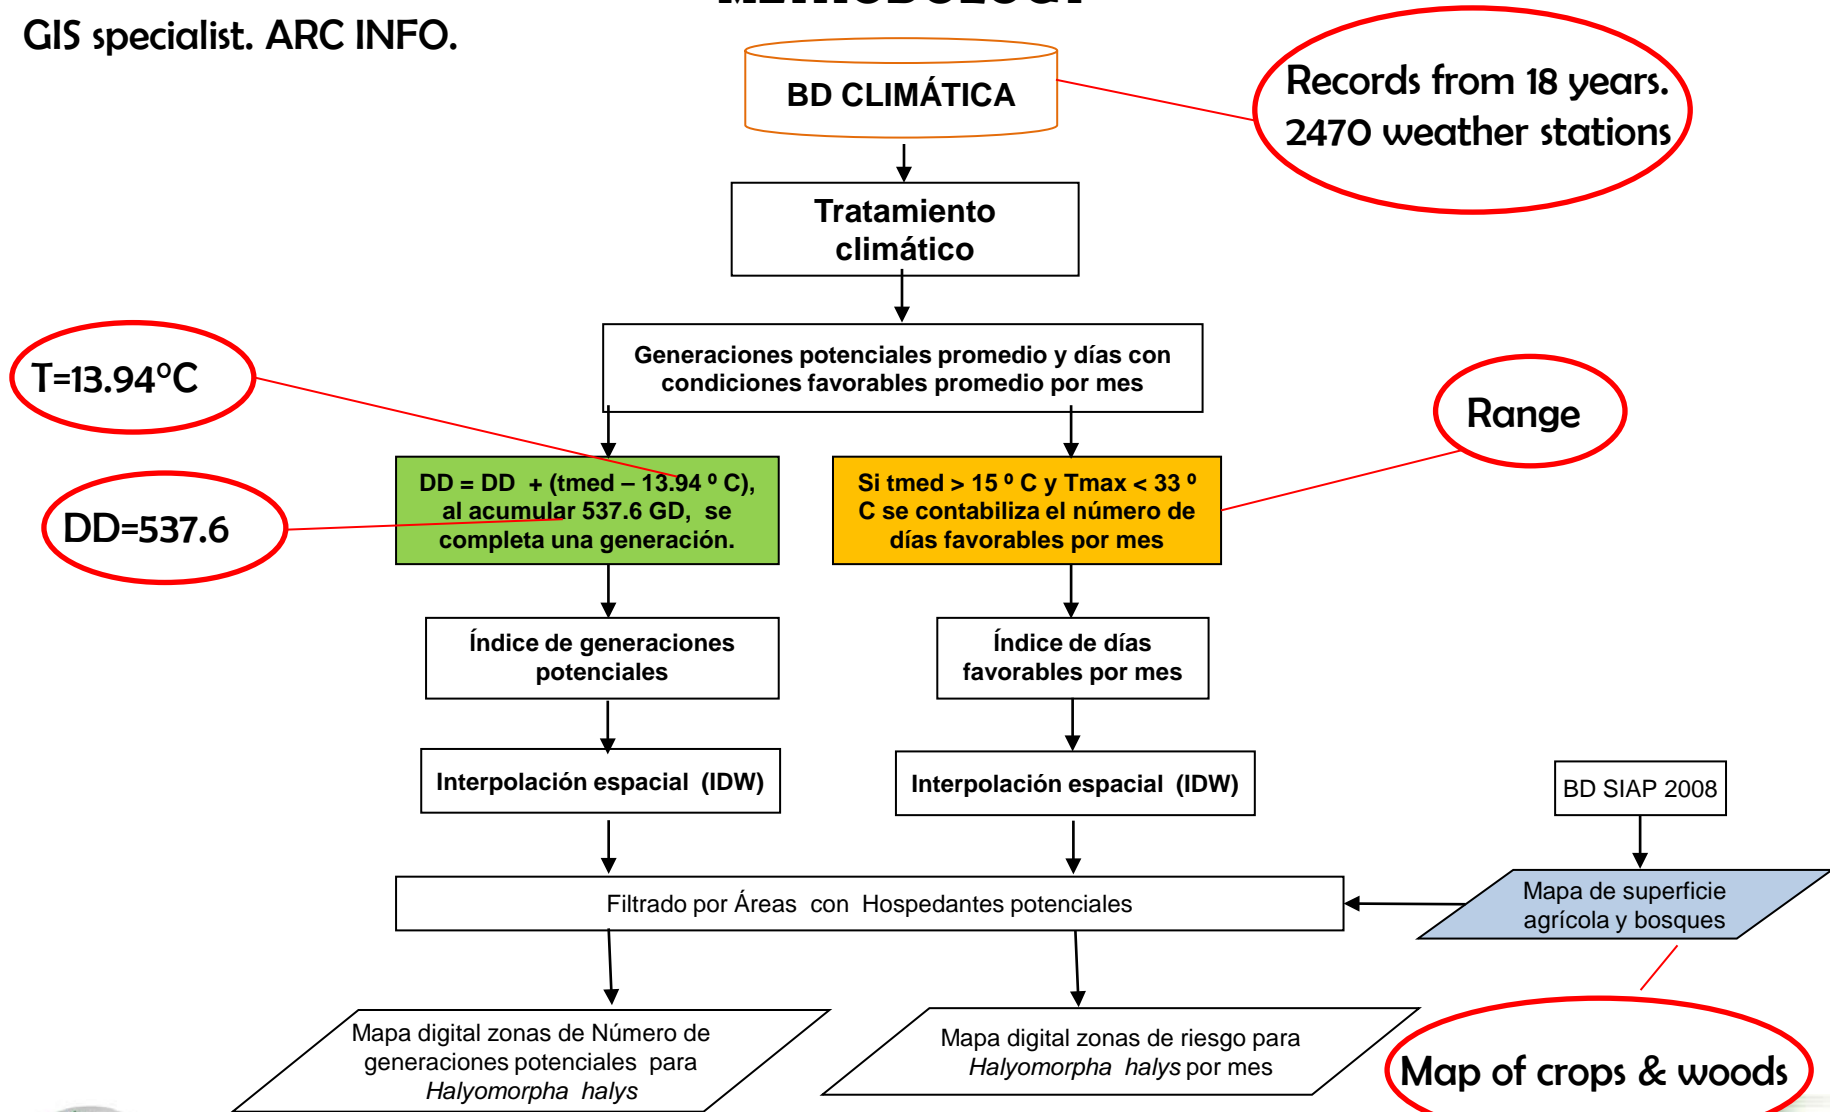 METHODOLOGY
GIS specialist. ARC INFO.
BD CLIMÁTICA
Records from 18 years.
2470 weather stations
Tratamiento
climático
Generaciones potenciales promedio y días con
condiciones favorables promedio por mes
T=13.94°C
Range
DD = DD + (tmed – 13.94 º C),
al acumular 537.6 GD, se
completa una generación.
Si tmed > 15 º C y Tmax < 33 º
C se contabiliza el número de
días favorables por mes
DD=537.6
Índice de generaciones
potenciales
Índice de días
favorables por mes
Interpolación espacial (IDW)
Interpolación espacial (IDW)
BD SIAP 2008
Filtrado por Áreas con Hospedantes potenciales
Mapa de superficie
agrícola y bosques
Mapa digital zonas de Número de
generaciones potenciales para
Halyomorpha halys
Mapa digital zonas de riesgo para
Halyomorpha halys por mes
Map of crops & woods